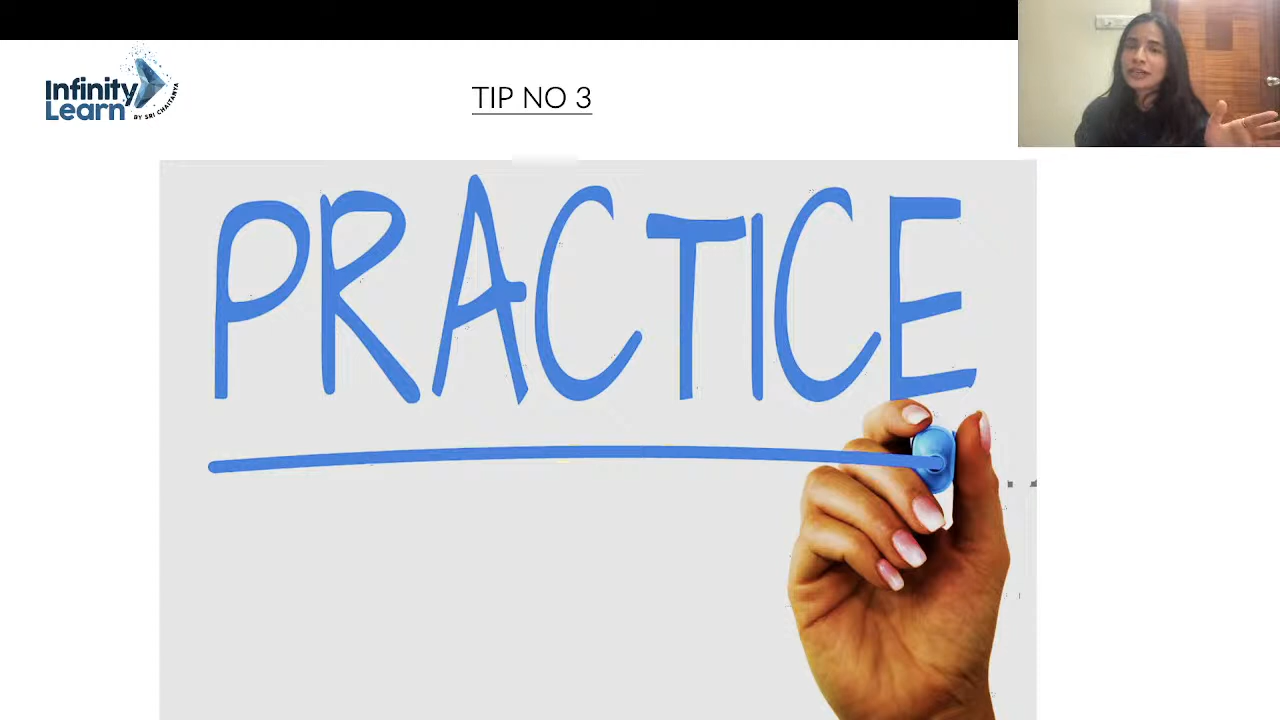 Infinity
Learn
BY SRI CHAITANYA
TIP NO 3
PRACTICE